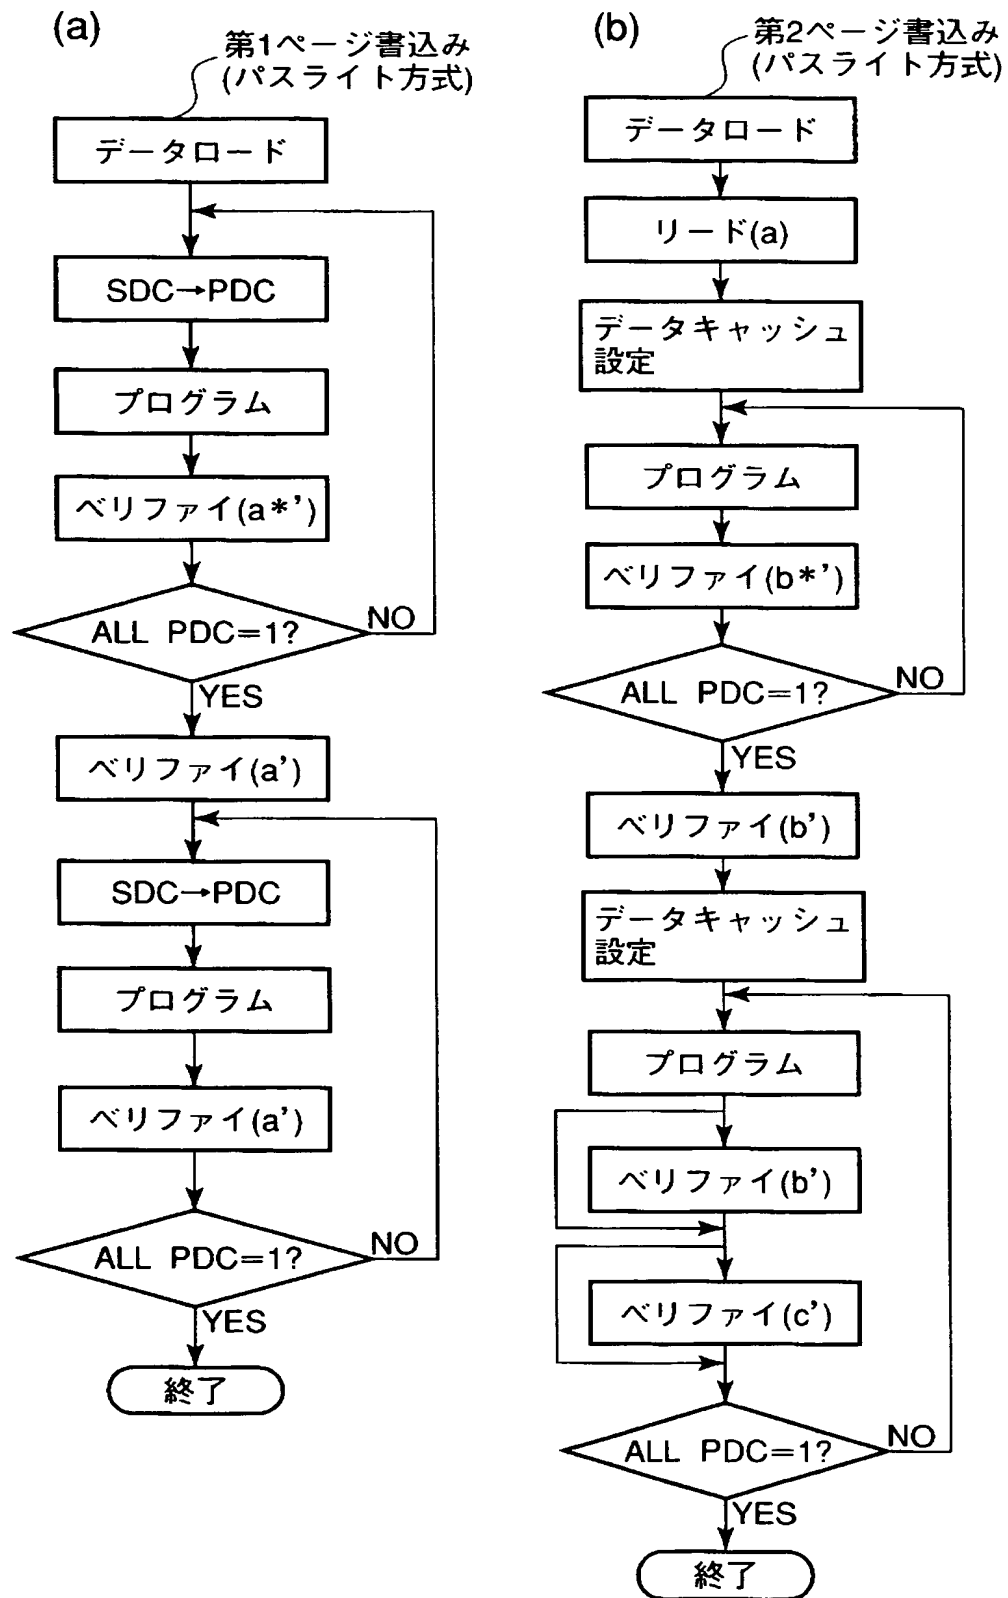 (a)
第1ページ書込み
(パスライト方式)
データロード
SDC→PDC
プログラム
ベリファイ(a*')
ALL PDC=1?
NO
YES
ベリファイ(a')
SDC→PDC
プログラム
ベリファイ(a')
ALL PDC=1?
NO
YES
終了
(b)
第2ページ書込み
(パスライト方式)
データロード
リード(a)
データキャッシュ
設定
プログラム
ベリファイ(b*')
ALL PDC=1?
NO
YES
ベリファイ(b')
データキャッシュ
設定
プログラム
ベリファイ(b')
ベリファイ(c')
ALL PDC=1?
NO
YES
終了